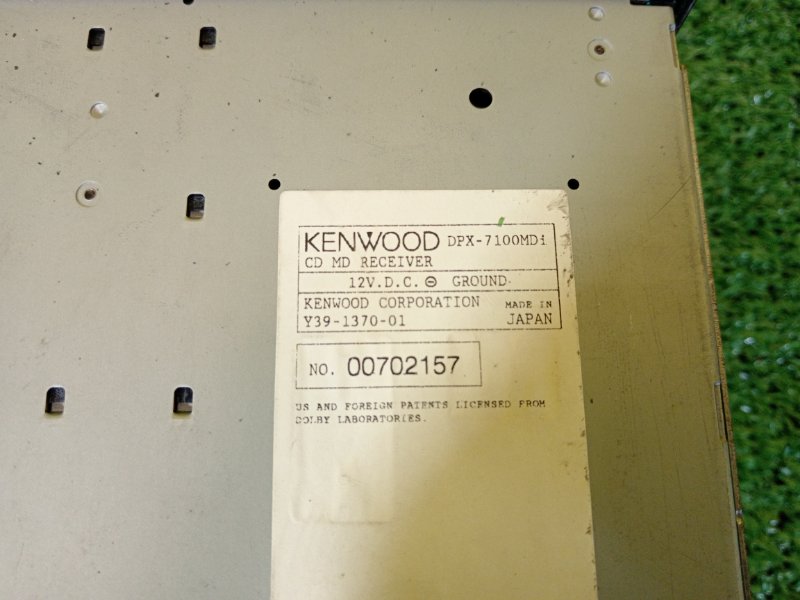 KENWOOD DPX-7100MDi
CD MD RECEIVER
12V.D.C. ⊖ GROUND
KENWOOD CORPORATION MADE IN
Y39-1370-01 JAPAN
NO. 00702157
US AND FOREIGN PATENTS LICENSED FROM
DOLBY LABORATORIES.